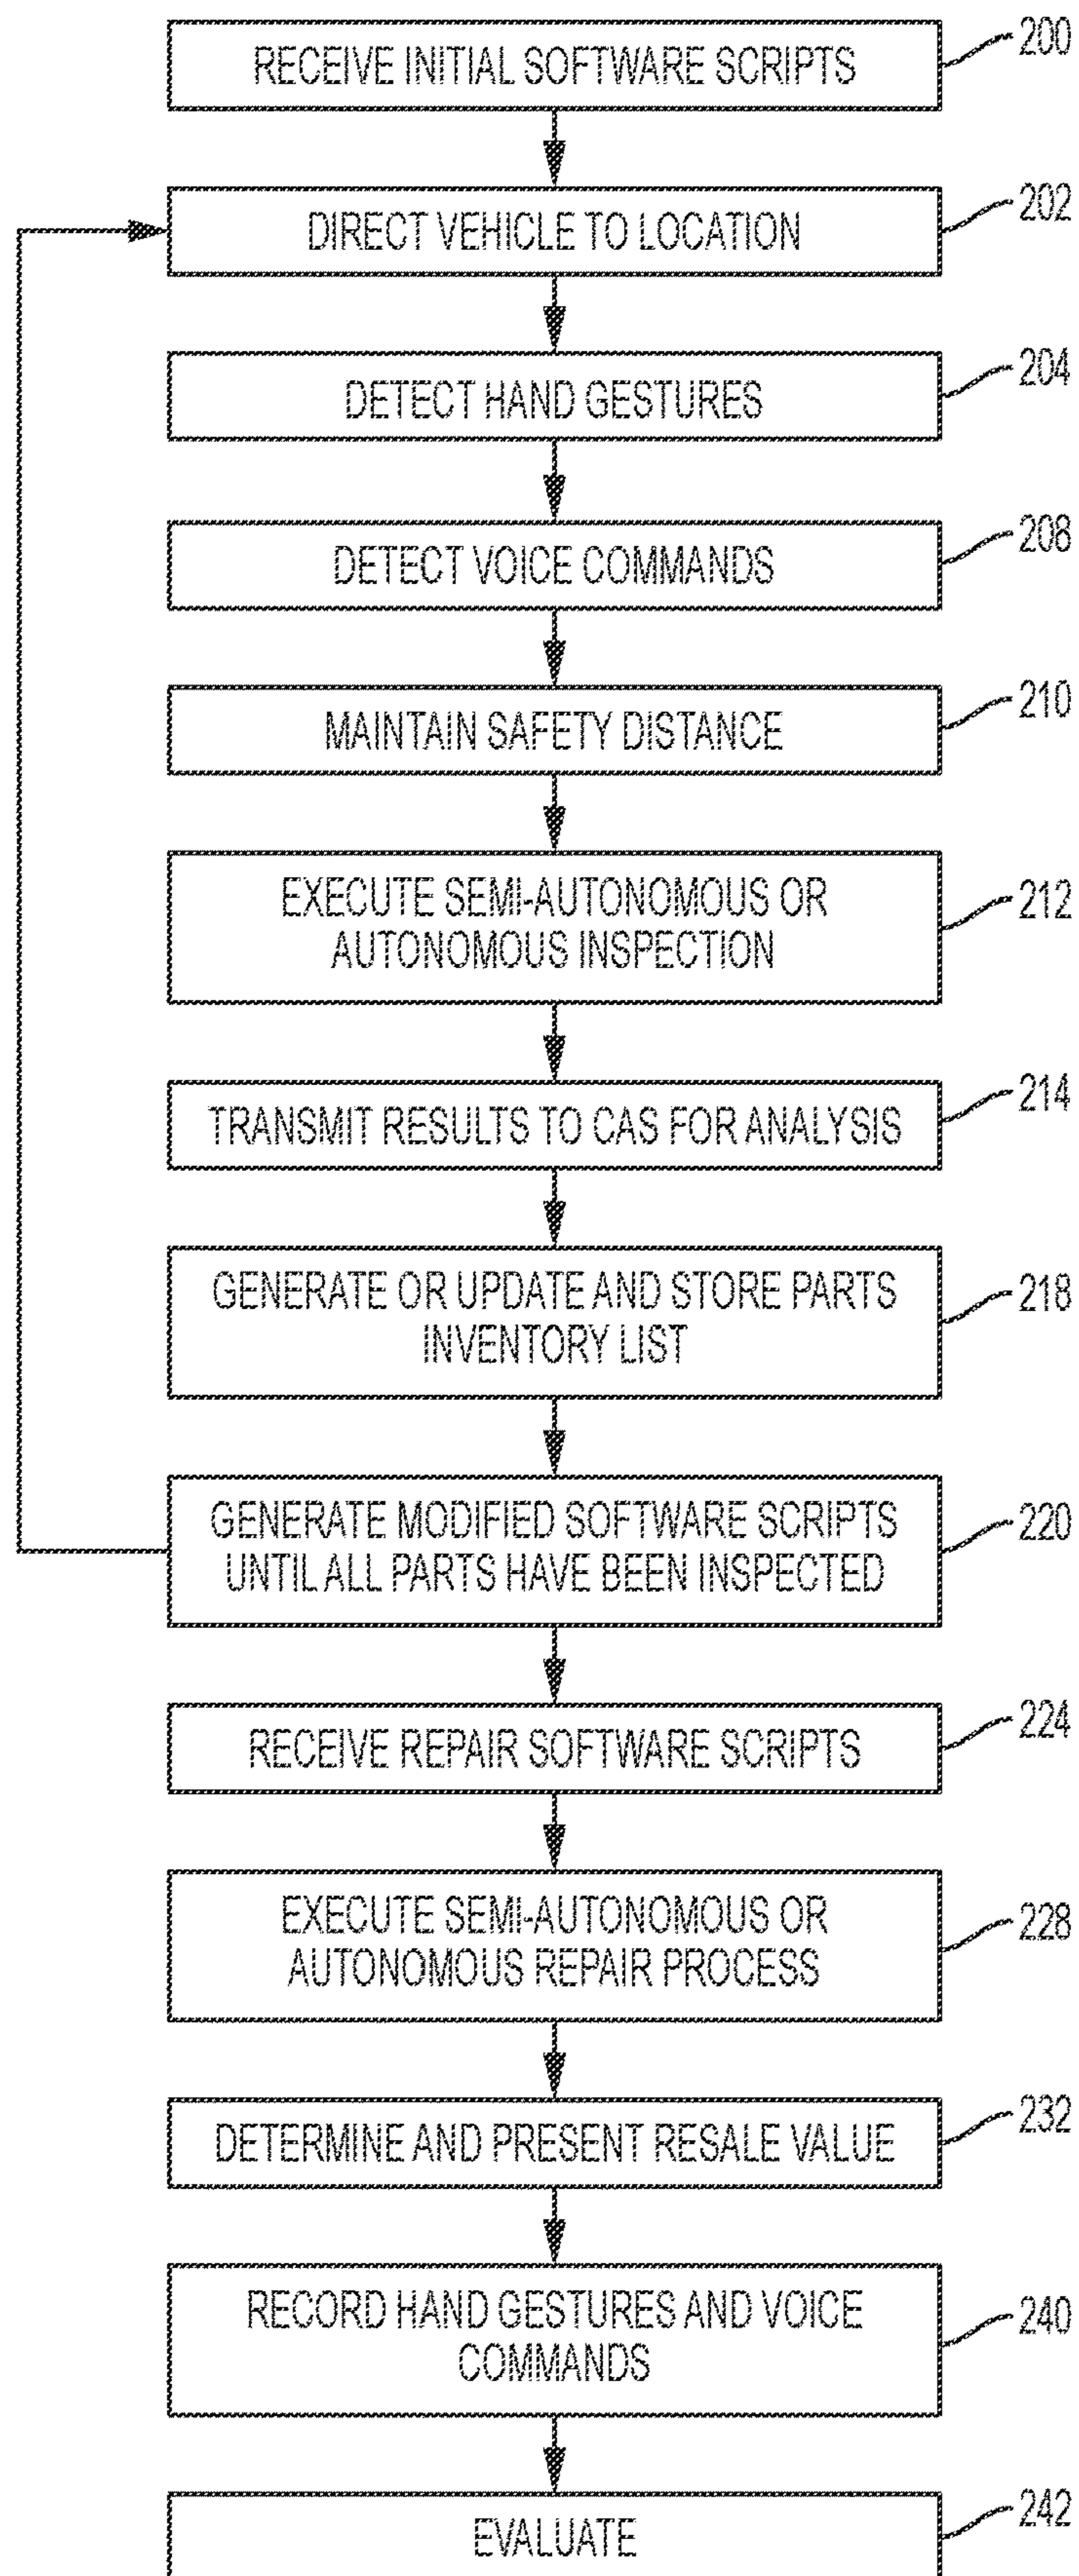 RECEIVE INITIAL SOFTWARE SCRIPTS
200
DIRECT VEHICLE TO LOCATION
202
DETECT HAND GESTURES
204
DETECT VOICE COMMANDS
208
MAINTAIN SAFETY DISTANCE
210
EXECUTE SEMI-AUTONOMOUS OR
AUTONOMOUS INSPECTION
212
TRANSMIT RESULTS TO CAS FOR ANALYSIS
214
GENERATE OR UPDATE AND STORE PARTS
INVENTORY LIST
218
GENERATE MODIFIED SOFTWARE SCRIPTS
UNTIL ALL PARTS HAVE BEEN INSPECTED
220
RECEIVE REPAIR SOFTWARE SCRIPTS
224
EXECUTE SEMI-AUTONOMOUS OR
AUTONOMOUS REPAIR PROCESS
228
DETERMINE AND PRESENT RESALE VALUE
232
RECORD HAND GESTURES AND VOICE
COMMANDS
240
EVALUATE
242